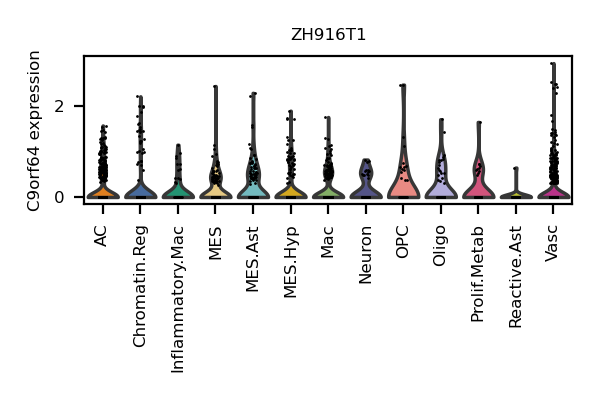 ZH916T1
C9orf64 expression
2
0
AC
Chromatin.Reg
Inflammatory.Mac
MES
MES.Ast
MES.Hyp
Mac
Neuron
OPC
Oligo
Prolif.Metab
Reactive.Ast
Vasc